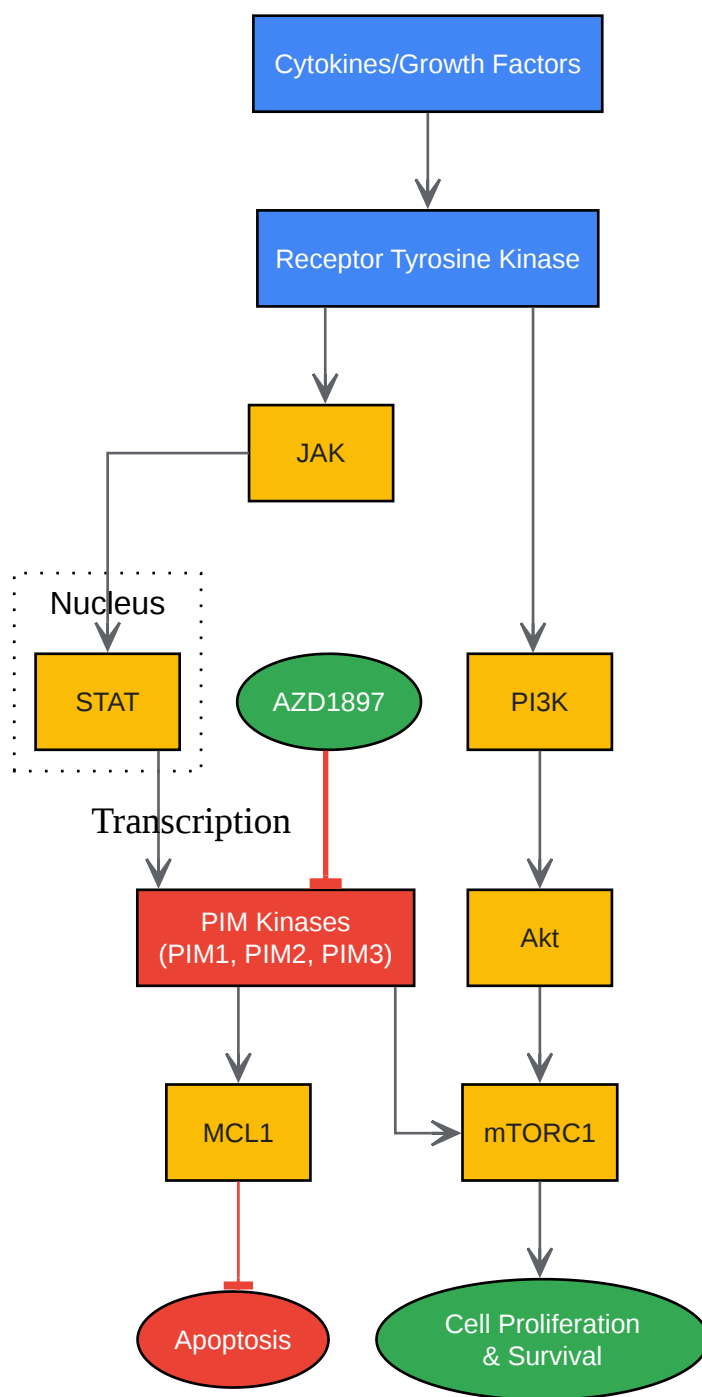 Cytokines/Growth Factors
Receptor Tyrosine Kinase
JAK
Nucleus
STAT
AZD1897
PI3K
Transcription
PIM Kinases
(PIM1, PIM2, PIM3)
Akt
MCL1
mTORC1
Apoptosis
Cell Proliferation
& Survival